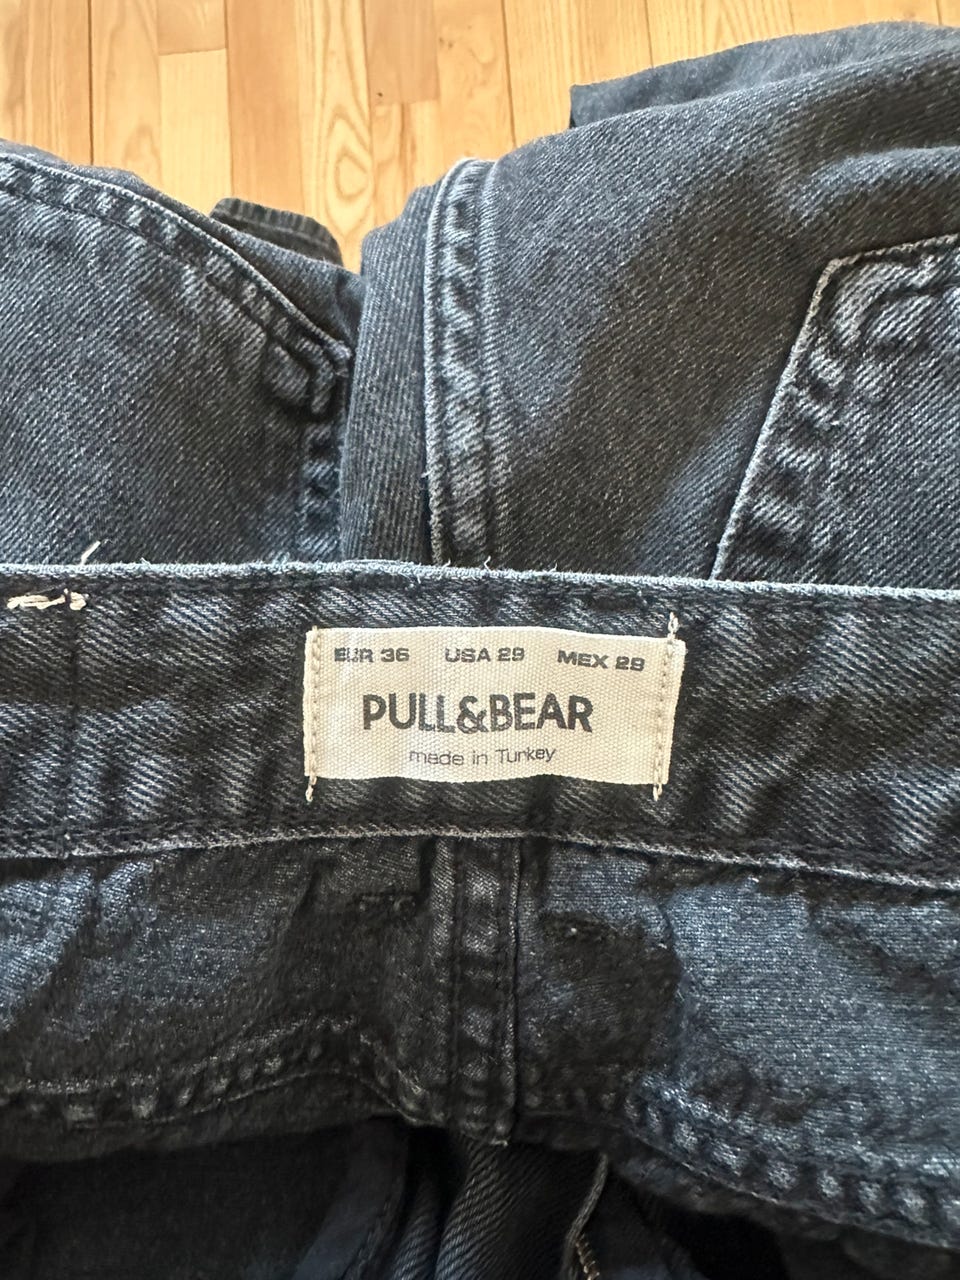 EUR 36 USA 29 MEX 29
PULL&BEAR
made in Turkey